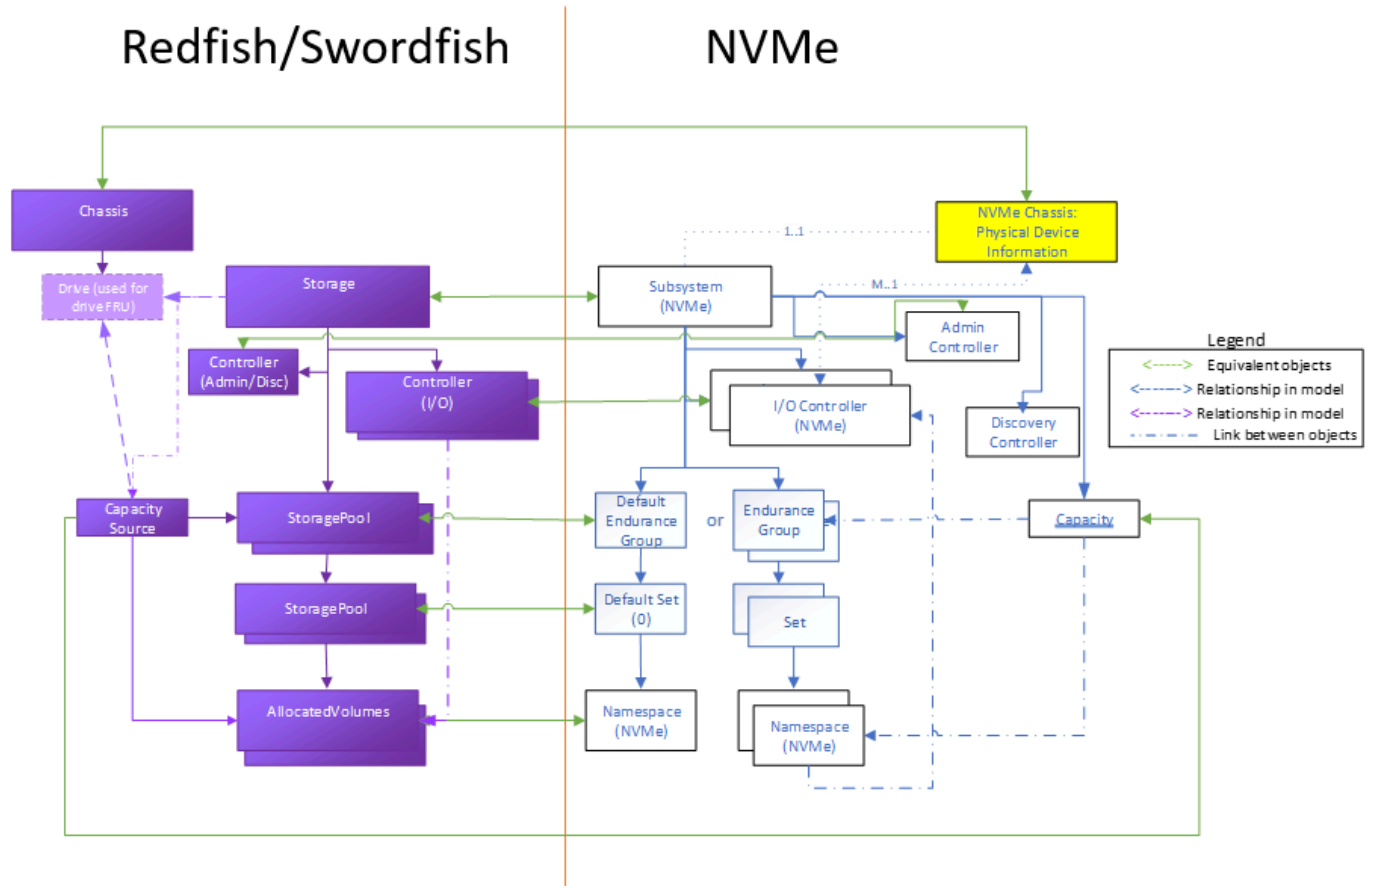 Redfish/Swordfish
NVMe
Chassis
NVMe Chassis:
Physical Device
Information
1..1
Drive (used for
drive FRU)
Storage
Subsystem
(NVMe)
M..1
Admin
Controller
Controller
(Admin/Disc)
Controller
(I/O)
I/O Controller
(NVMe)
Discovery
Controller
Legend
Equivalent objects
Relationship in model
Relationship in model
Link between objects
Capacity
Source
StoragePool
Default
Endurance
Group
or
Endurance
Group
Capacity
StoragePool
Default Set
(0)
Set
AllocatedVolumes
Namespace
(NVMe)
Namespace
(NVMe)